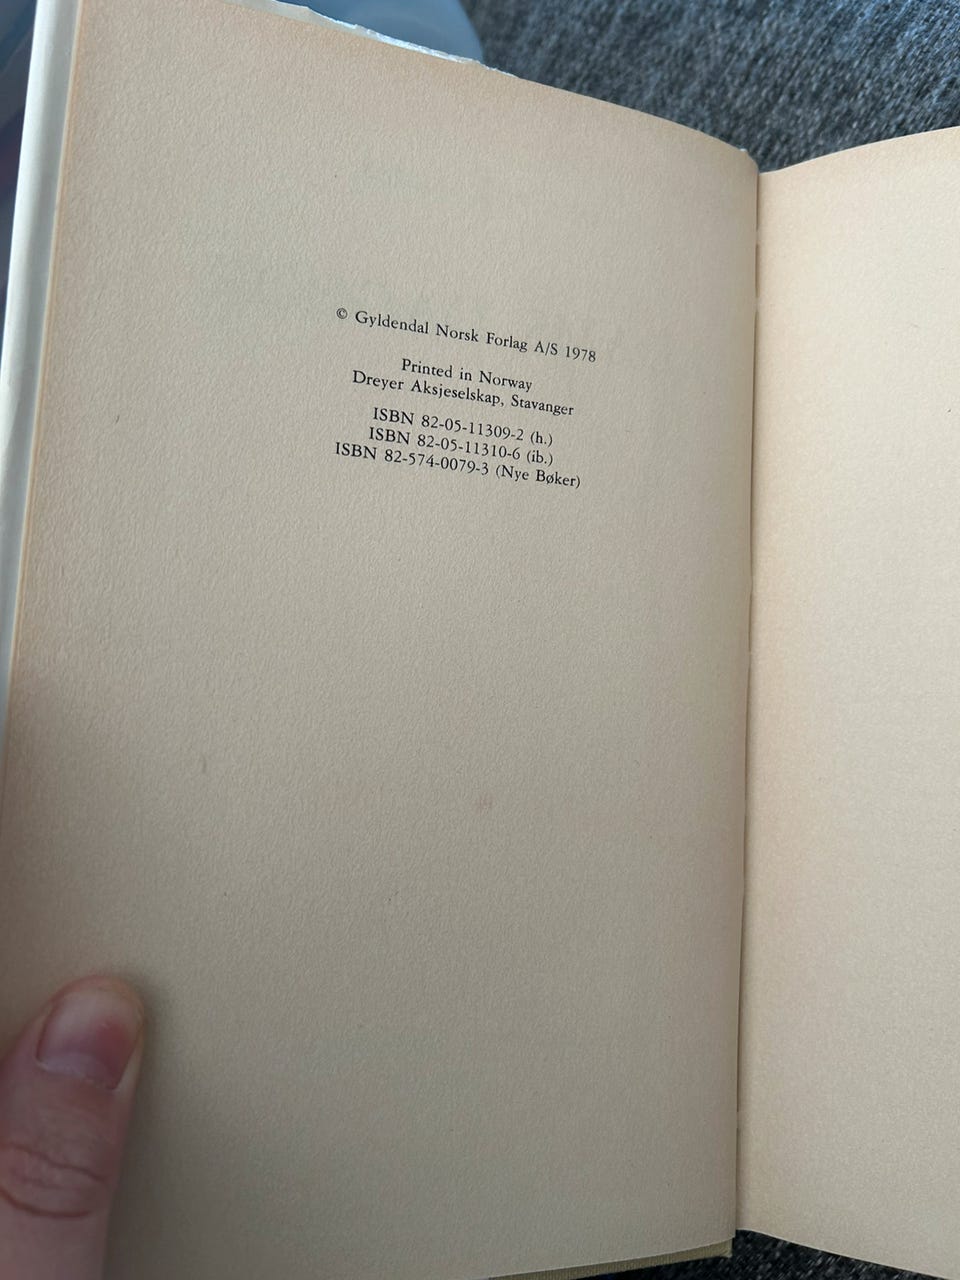 © Gyldendal Norsk Forlag A/S 1978
Printed in Norway
Dreyer Aksjeselskap, Stavanger
ISBN 82-05-11309-2 (h.)
ISBN 82-05-11310-6 (ib.)
ISBN 82-574-0079-3 (Nye Bøker)